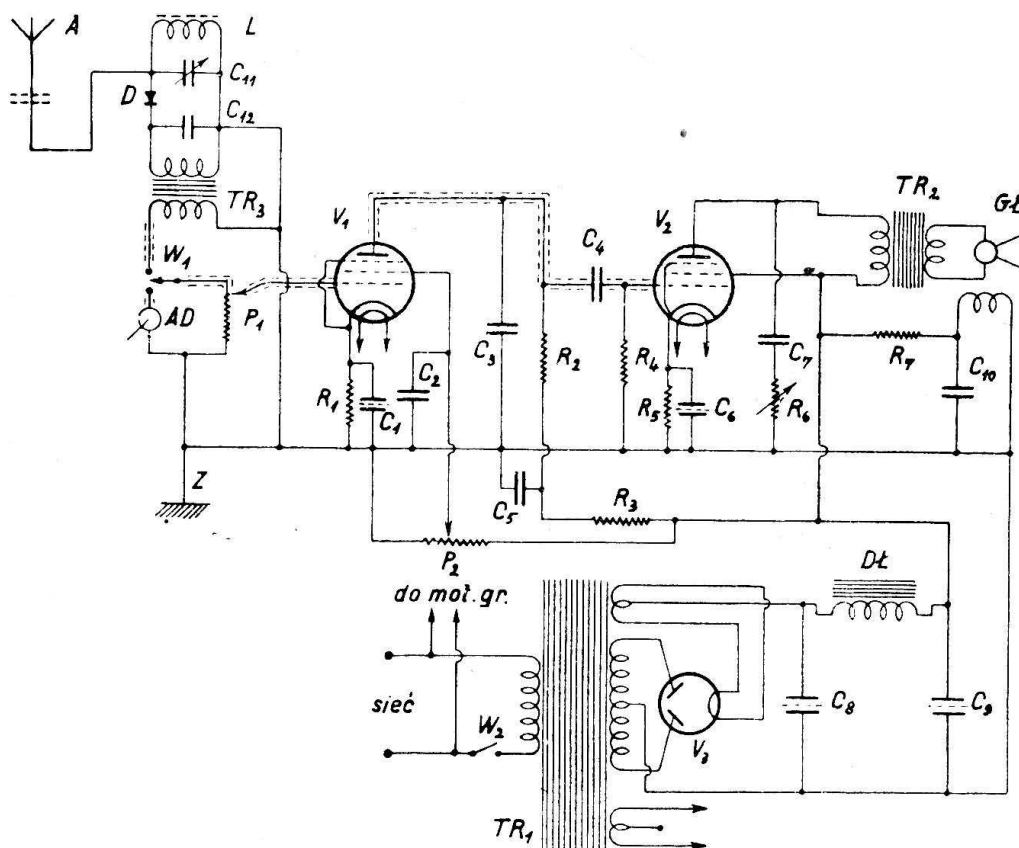 A
L
C₁₁
D
C₁₂
TR₃
V₁
V₂
TR₂
GŁ
C₄
W₁
P₁
AD
C₃
R₂
R₄
C₇
R₇
C₁₀
R₁
C₁
C₂
R₅
C₆
R₆
Z
C₅
R₃
P₂
DŁ
do mot. gr.
sieć
W₂
V₃
C₈
C₉
TR₁